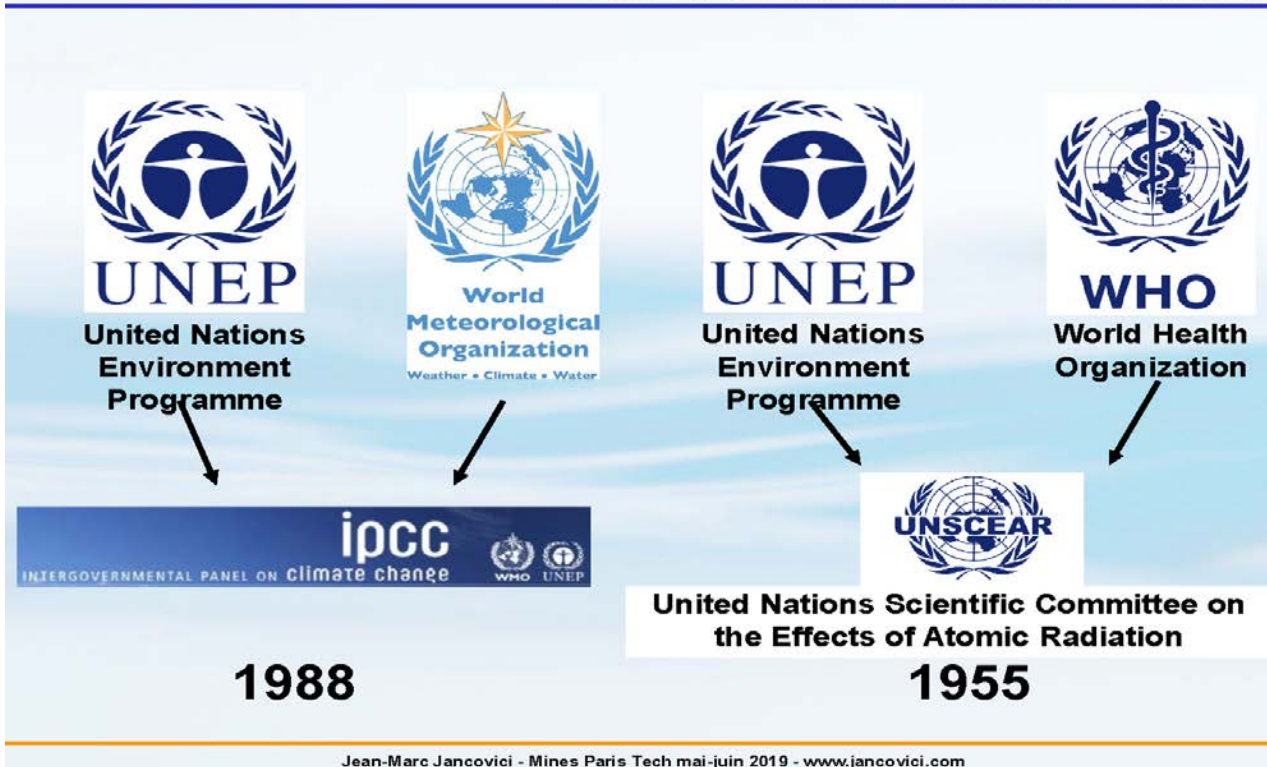 UNEP
United Nations
Environment
Programme
World
Meteorological
Organization
Weather • Climate • Water
UNEP
United Nations
Environment
Programme
WHO
World Health
Organization
ipcc
INTERGOVERNMENTAL PANEL ON climate change
WMO UNEP
UNSCEAR
United Nations Scientific Committee on
the Effects of Atomic Radiation
1988
1955
Jean-Marc Jancovici - Mines Paris Tech mai-juin 2019 - www.jancovici.com